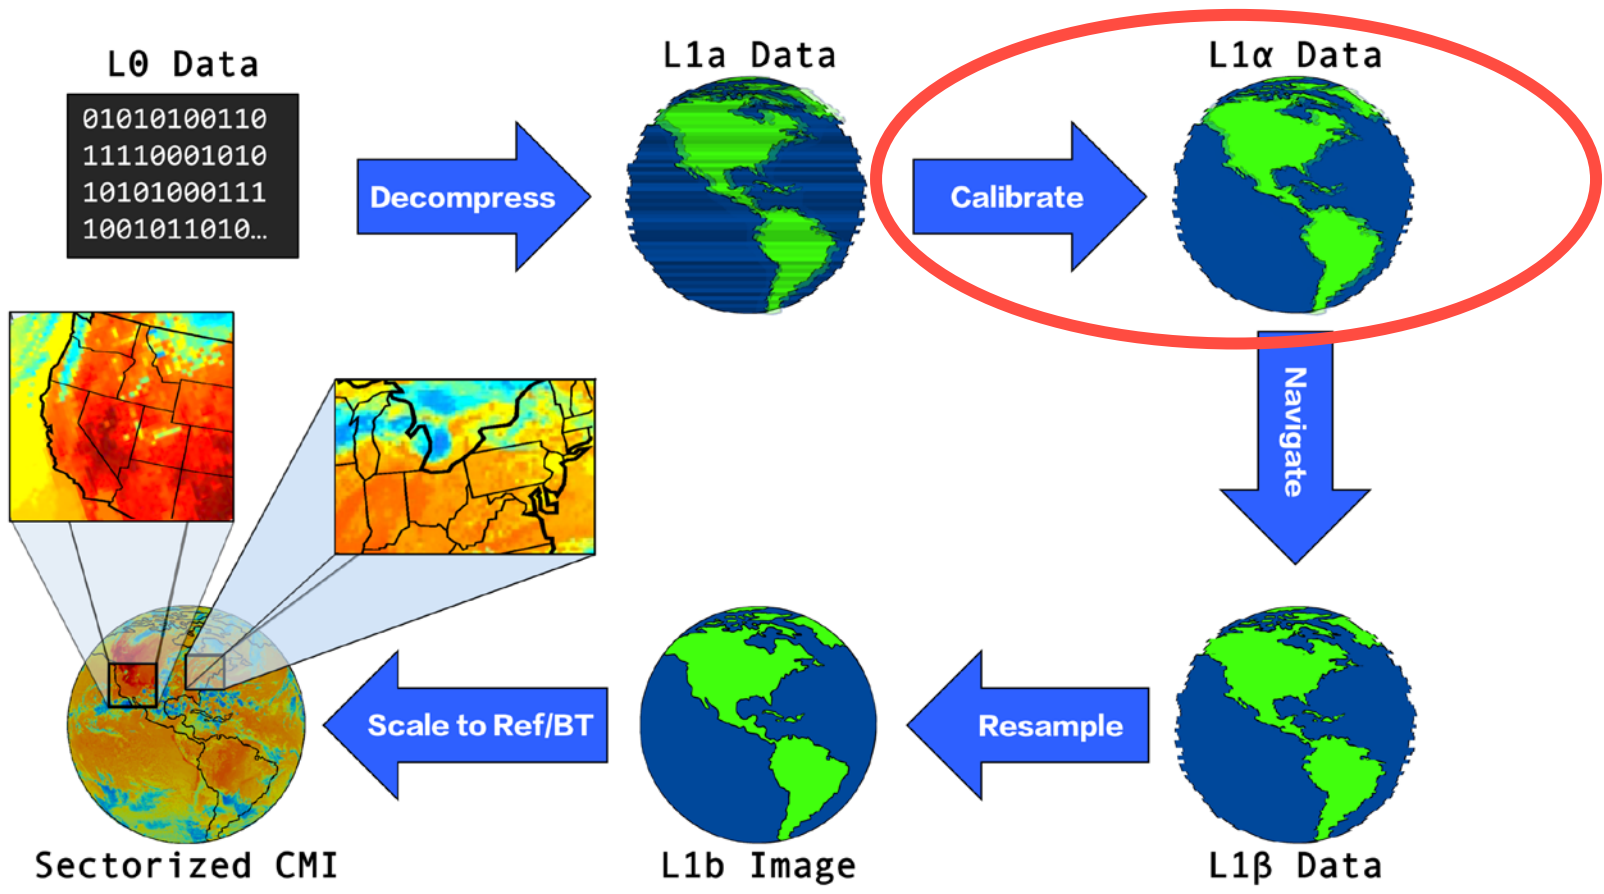 L0 Data
01010100110
11110001010
10101000111
1001011010…
Decompress
L1a Data
Calibrate
L1α Data
Navigate
L1β Data
Resample
L1b Image
Scale to Ref/BT
Sectorized CMI